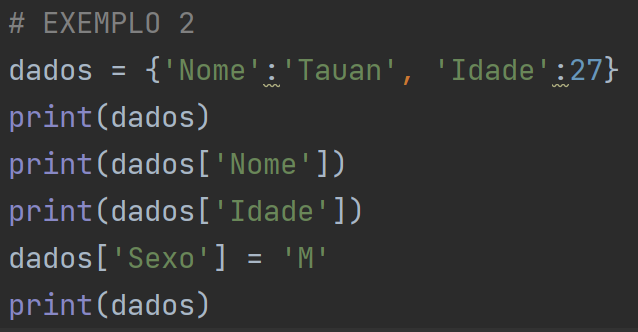 # EXEMPLO 2
dados = {'Nome':'Tauan', 'Idade':27}
print(dados)
print(dados['Nome'])
print(dados['Idade'])
dados['Sexo'] = 'M'
print(dados)